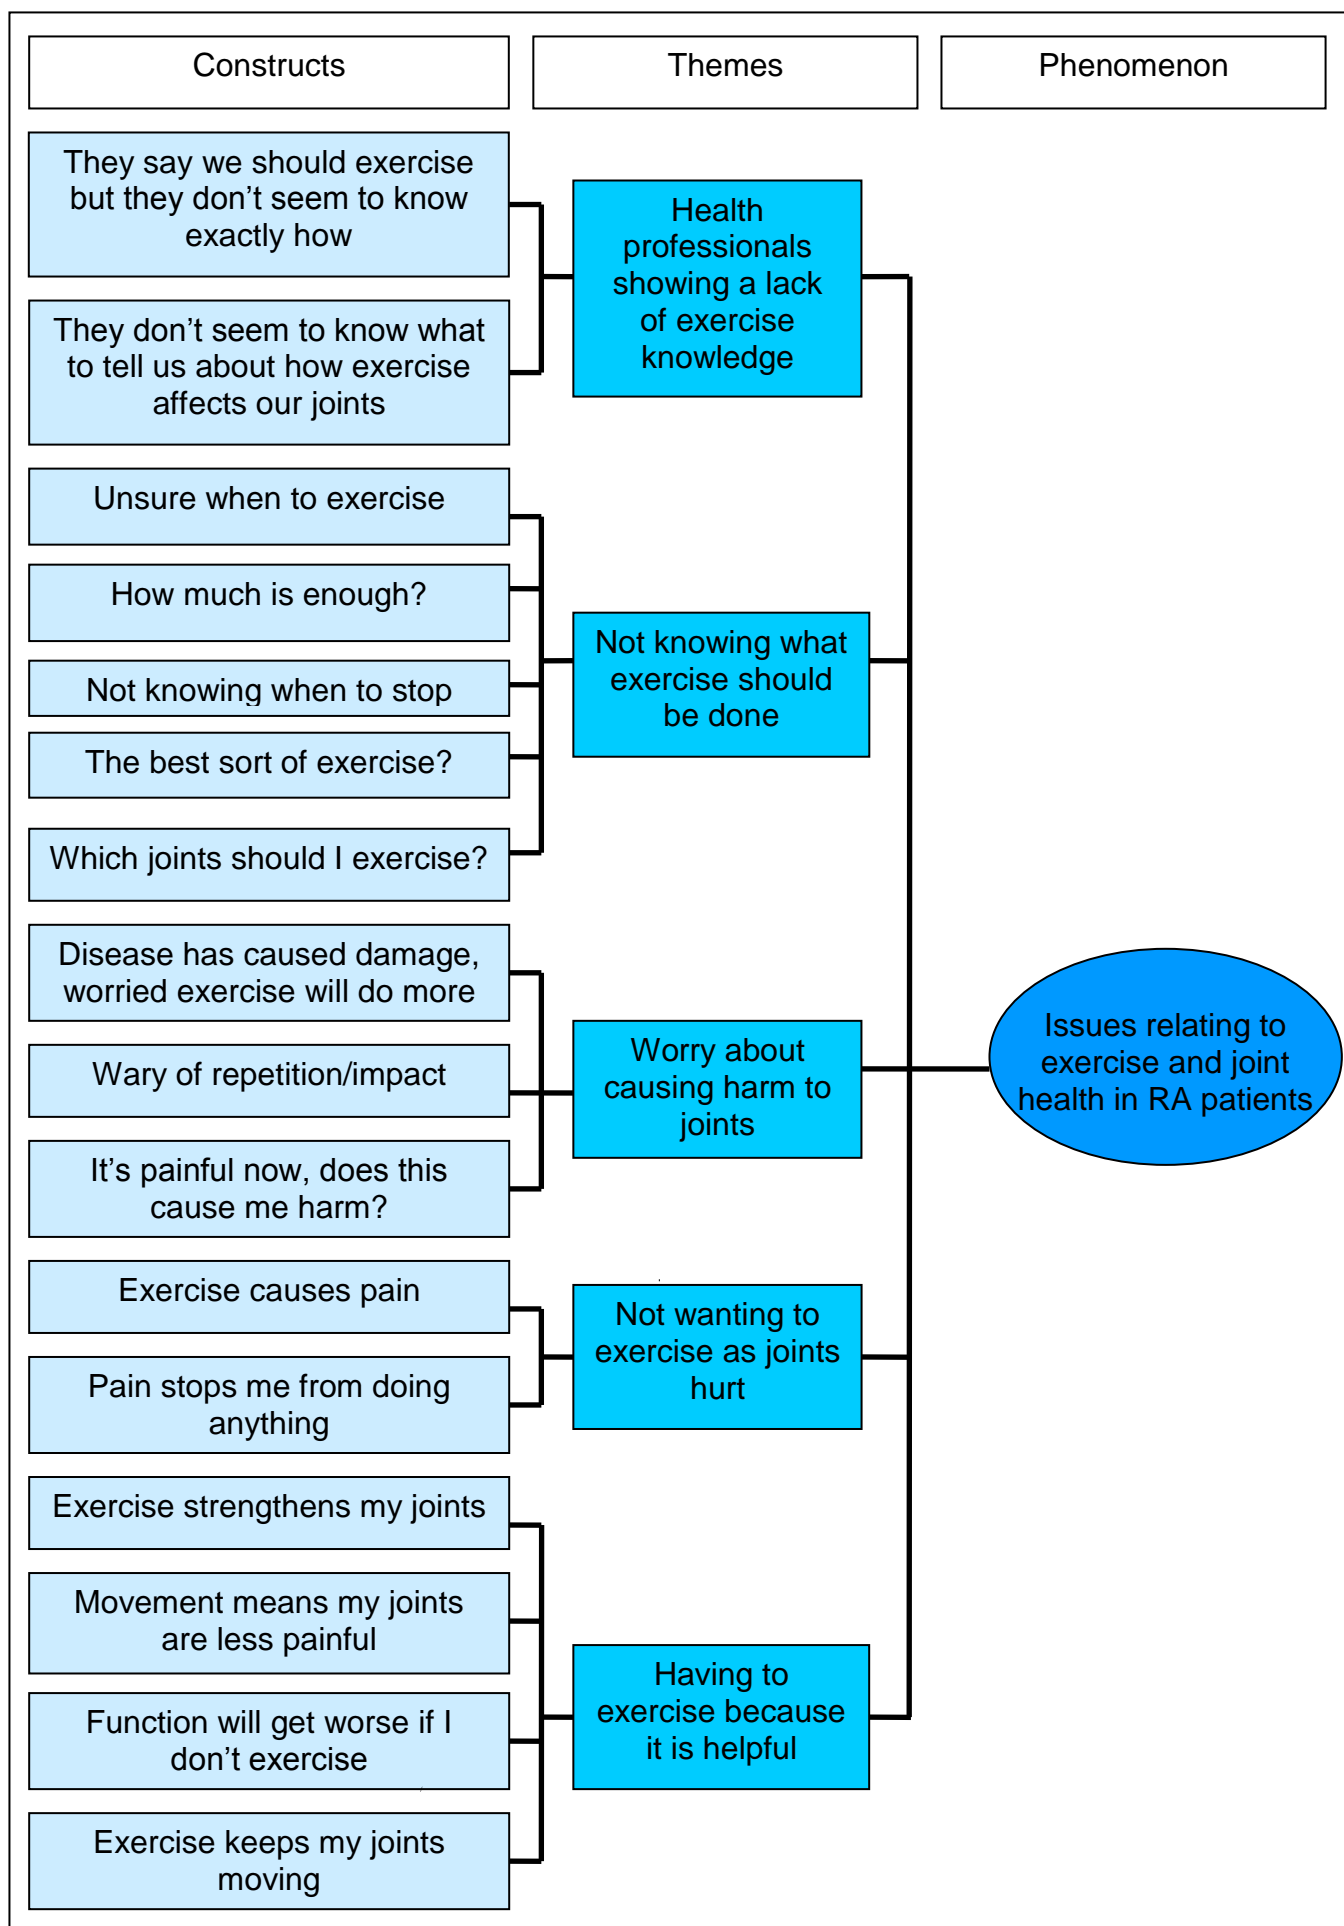 Constructs
Themes
Phenomenon
They say we should exercise
but they don’t seem to know
exactly how
They don’t seem to know what
to tell us about how exercise
affects our joints
Health
professionals
showing a lack
of exercise
knowledge
Unsure when to exercise
How much is enough?
Not knowing when to stop
The best sort of exercise?
Which joints should I exercise?
Not knowing what
exercise should
be done
Disease has caused damage,
worried exercise will do more
Wary of repetition/impact
It’s painful now, does this
cause me harm?
Worry about
causing harm to
joints
Exercise causes pain
Pain stops me from doing
anything
Not wanting to
exercise as joints
hurt
Exercise strengthens my joints
Movement means my joints
are less painful
Function will get worse if I
don’t exercise
Exercise keeps my joints
moving
Having to
exercise because
it is helpful
Issues relating to
exercise and joint
health in RA patients